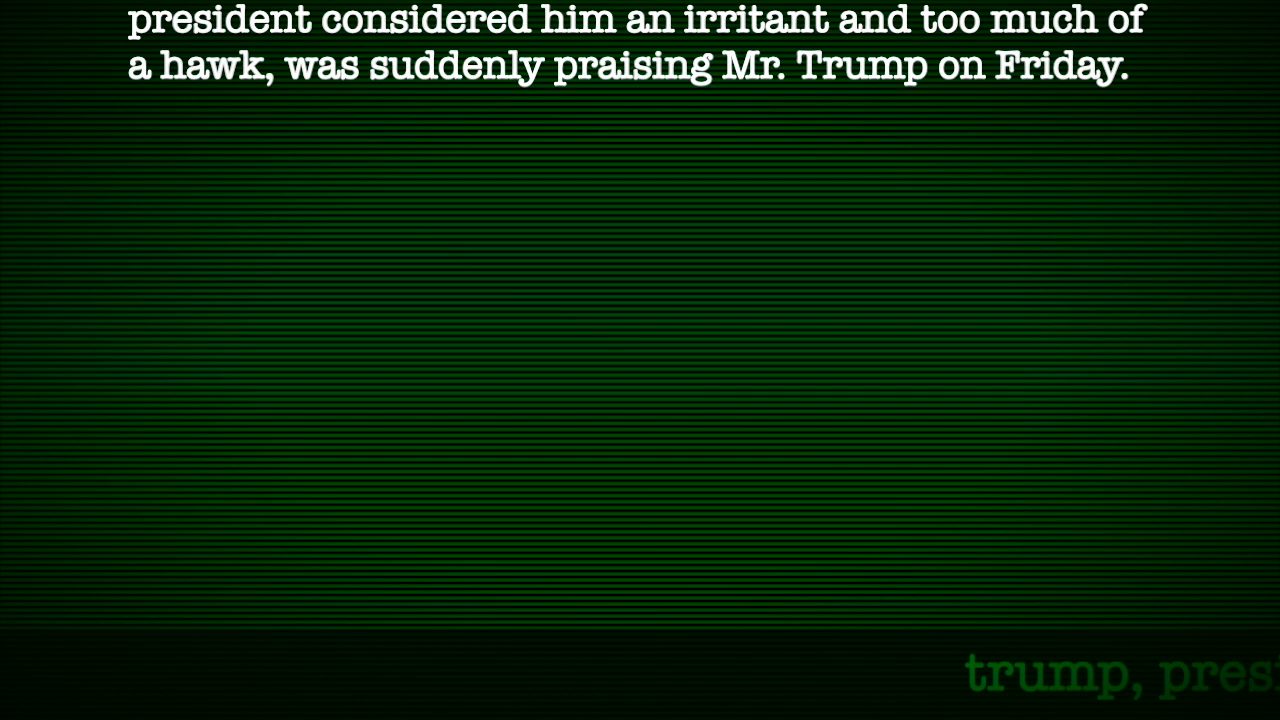 president considered him an irritant and too much of
a hawk, was suddenly praising Mr. Trump on Friday.
trump, pres